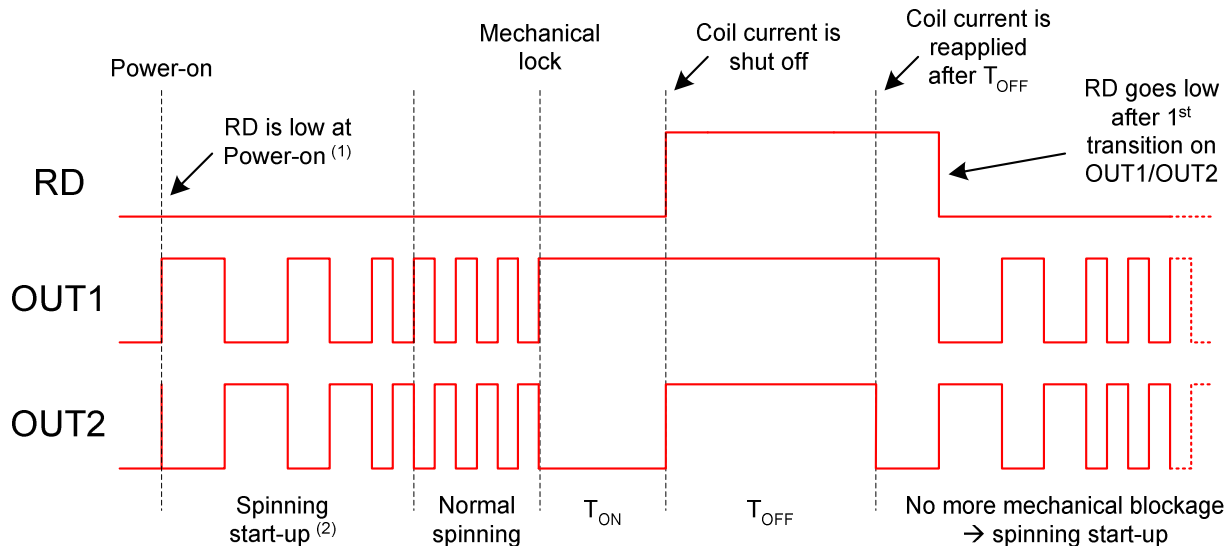 Power-on
Mechanical
lock
Coil current is
shut off
Coil current is
reapplied
after TOFF
RD goes low
after 1st
transition on
OUT1/OUT2
RD is low at
Power-on (1)
RD
OUT1
OUT2
Spinning
start-up (2)
Normal
spinning
TON
TOFF
No more mechanical blockage
→ spinning start-up